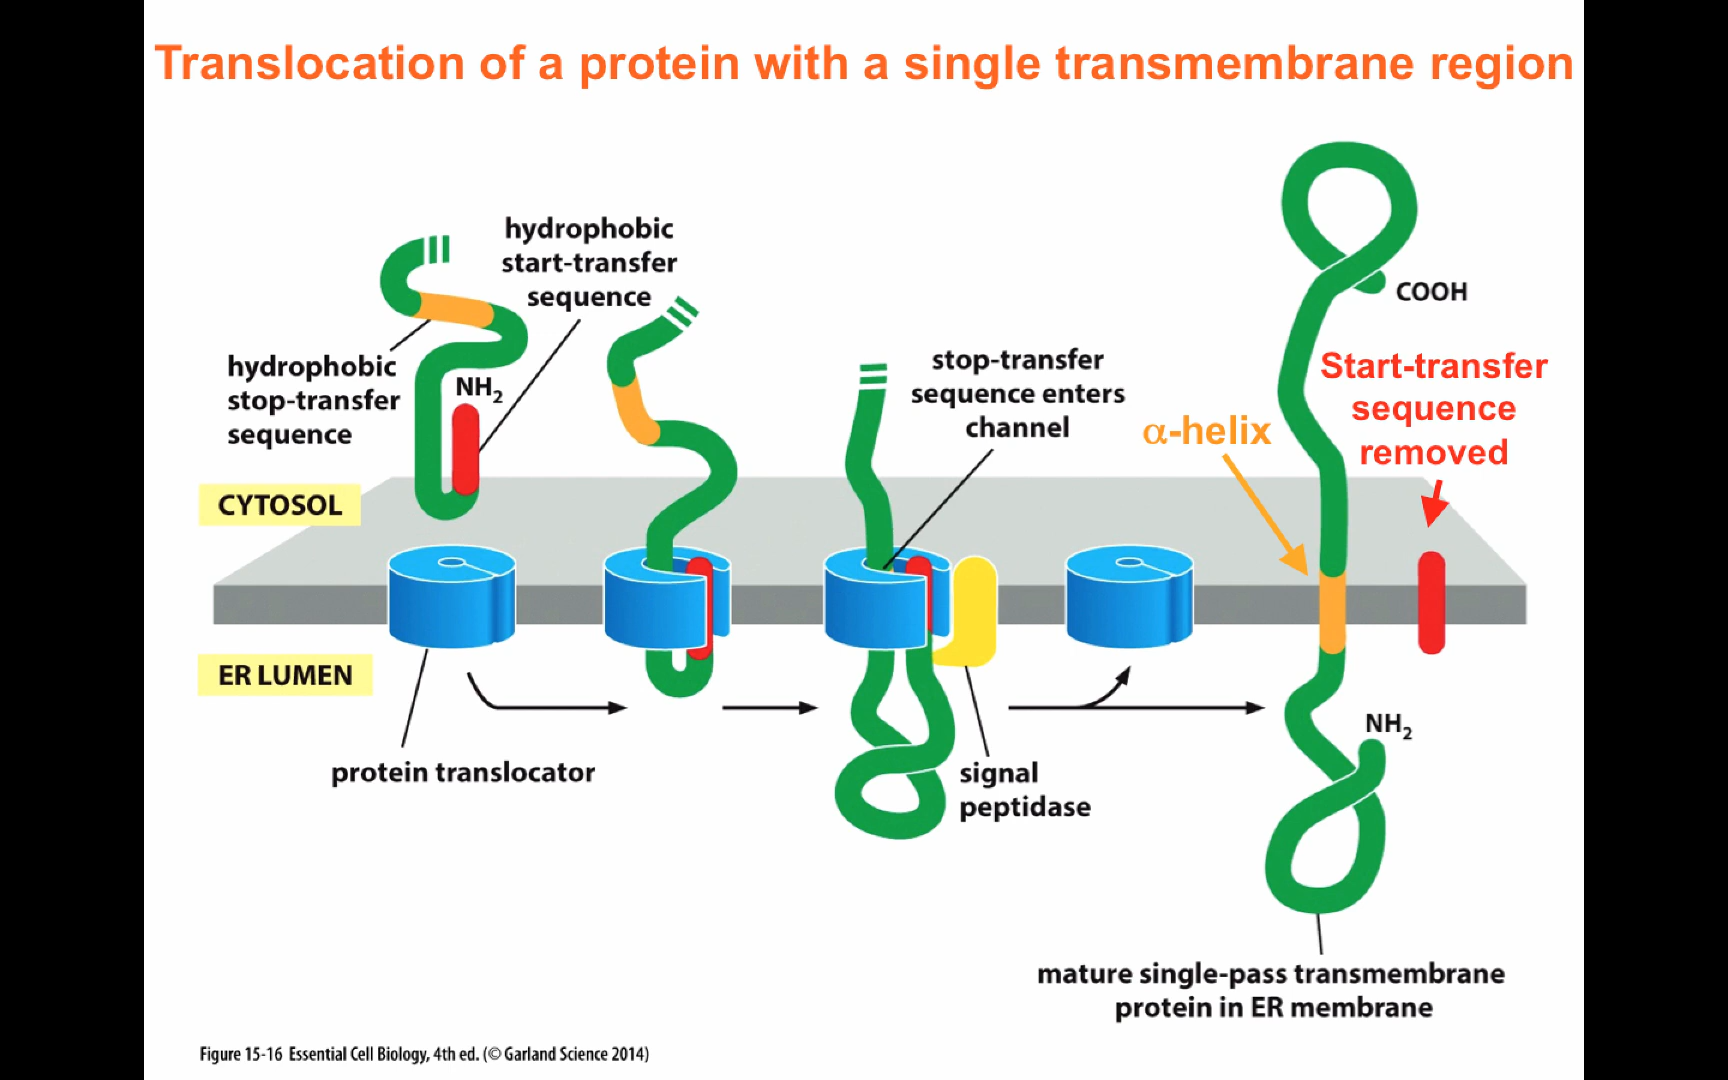 Translocation of a protein with a single transmembrane region
hydrophobic
start-transfer
sequence
hydrophobic
stop-transfer
sequence
NH2
CYTOSOL
ER LUMEN
protein translocator
stop-transfer
sequence enters
channel
signal
peptidase
α-helix
COOH
Start-transfer
sequence
removed
NH2
mature single-pass transmembrane
protein in ER membrane
Figure 15-16 Essential Cell Biology, 4th ed. (© Garland Science 2014)